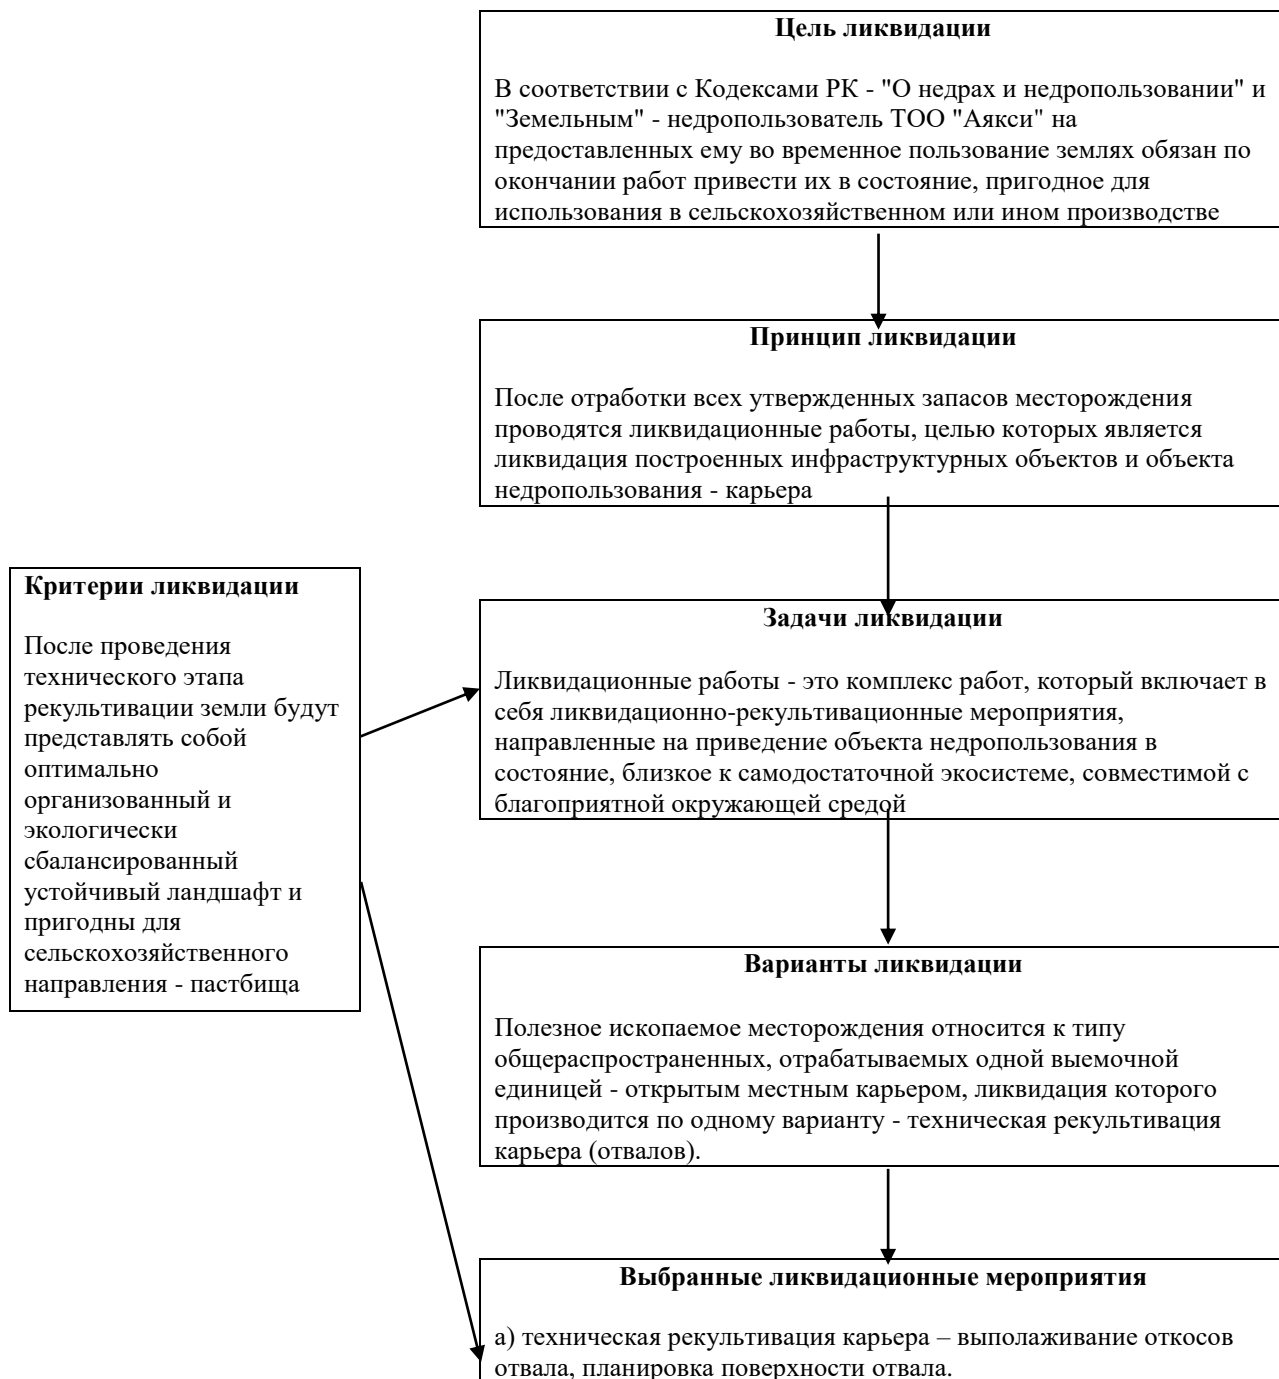 Цель ликвидации
В соответствии с Кодексами РК - "О недрах и недропользовании" и
"Земельным" - недропользователь ТОО "Аякси" на
предоставленных ему во временное пользование землях обязан по
окончании работ привести их в состояние, пригодное для
использования в сельскохозяйственном или ином производстве
Принцип ликвидации
После отработки всех утвержденных запасов месторождения
проводятся ликвидационные работы, целью которых является
ликвидация построенных инфраструктурных объектов и объекта
недропользования - карьера
Критерии ликвидации
После проведения
технического этапа
рекультивации земли будут
представлять собой
оптимально
организованный и
экологически
сбалансированный
устойчивый ландшафт и
пригодны для
сельскохозяйственного
направления - пастбища
Задачи ликвидации
Ликвидационные работы - это комплекс работ, который включает в
себя ликвидационно-рекультивационные мероприятия,
направленные на приведение объекта недропользования в
состояние, близкое к самодостаточной экосистеме, совместимой с
благоприятной окружающей средой
Варианты ликвидации
Полезное ископаемое месторождения относится к типу
общераспространенных, отрабатываемых одной выемочной
единицей - открытым местным карьером, ликвидация которого
производится по одному варианту - техническая рекультивация
карьера (отвалов).
Выбранные ликвидационные мероприятия
а) техническая рекультивация карьера – выполаживание откосов
отвала, планировка поверхности отвала.